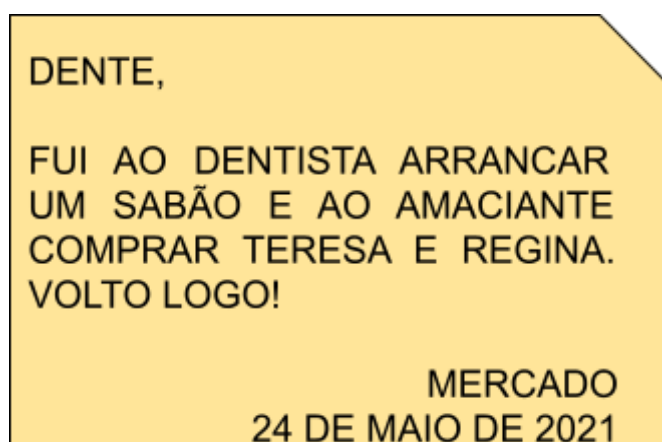 DENTE,
FUI AO DENTISTA ARRANCAR
UM SABÃO E AO AMACIANTE
COMPRAR TERESA E REGINA.
VOLTO LOGO!
MERCADO
24 DE MAIO DE 2021